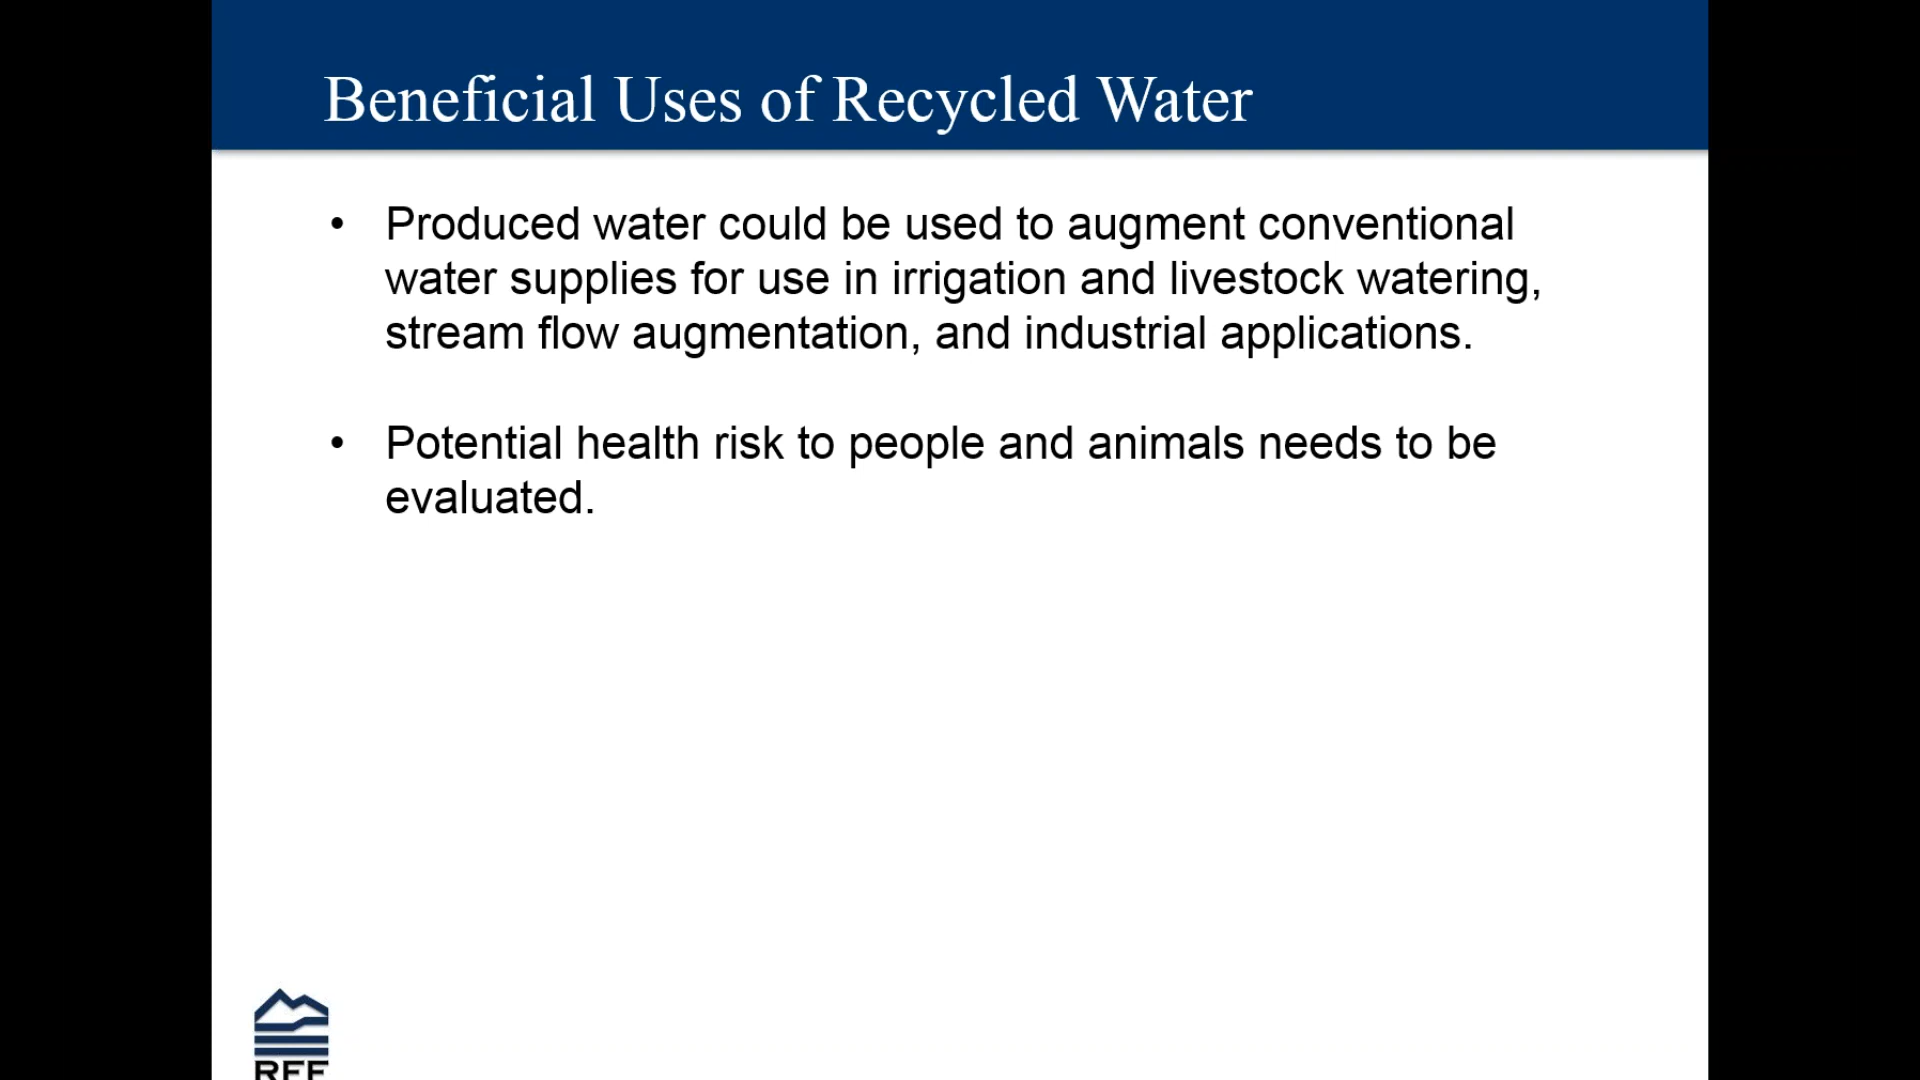 Beneficial Uses of Recycled Water
• Produced water could be used to augment conventional
water supplies for use in irrigation and livestock watering,
stream flow augmentation, and industrial applications.
• Potential health risk to people and animals needs to be
evaluated.
RFF